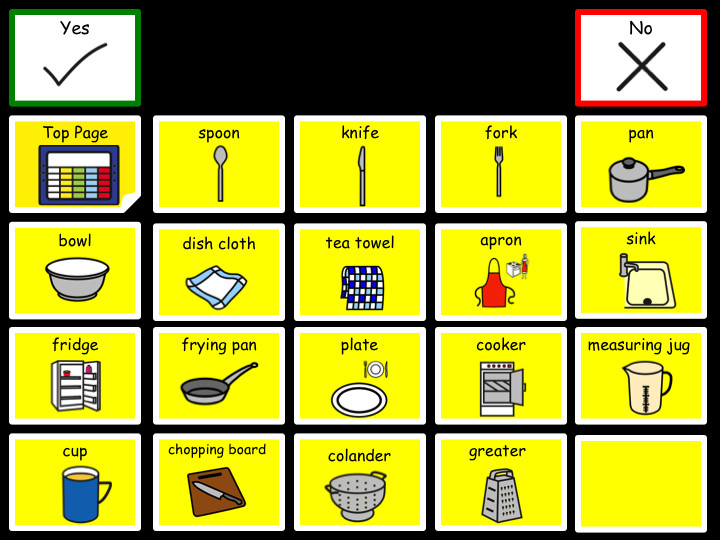 Yes
No
Top Page
spoon
knife
fork
pan
bowl
dish cloth
tea towel
apron
sink
fridge
frying pan
plate
cooker
measuring jug
cup
chopping board
colander
greater